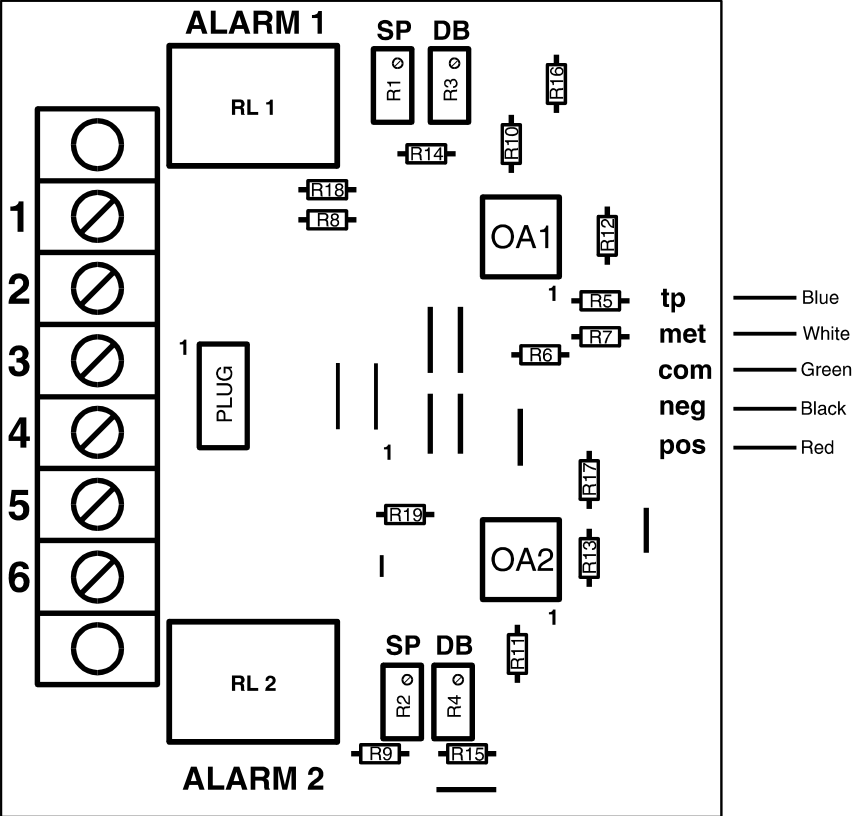 ALARM 1
SP DB
R1 R3
R16
RL 1
R10
R14
R18
1
R8
OA1
R12
2
1
R5
tp
Blue
R7
met
White
1
3
R6
com
Green
PLUG
neg
Black
4
1
pos
Red
R17
5
R19
OA2
R13
6
1
SP DB
R11
RL 2
R2 R4
R9 R15
ALARM 2